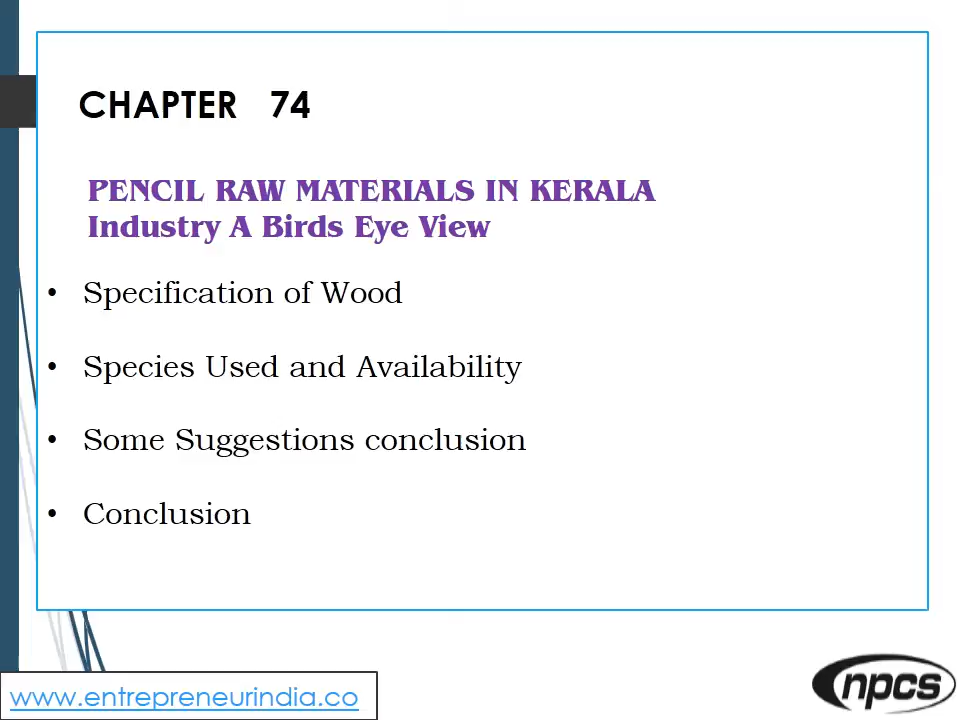 CHAPTER 74
PENCIL RAW MATERIALS IN KERALA
Industry A Birds Eye View
• Specification of Wood
• Species Used and Availability
• Some Suggestions conclusion
• Conclusion
www.entrepreneurindia.co
npcs